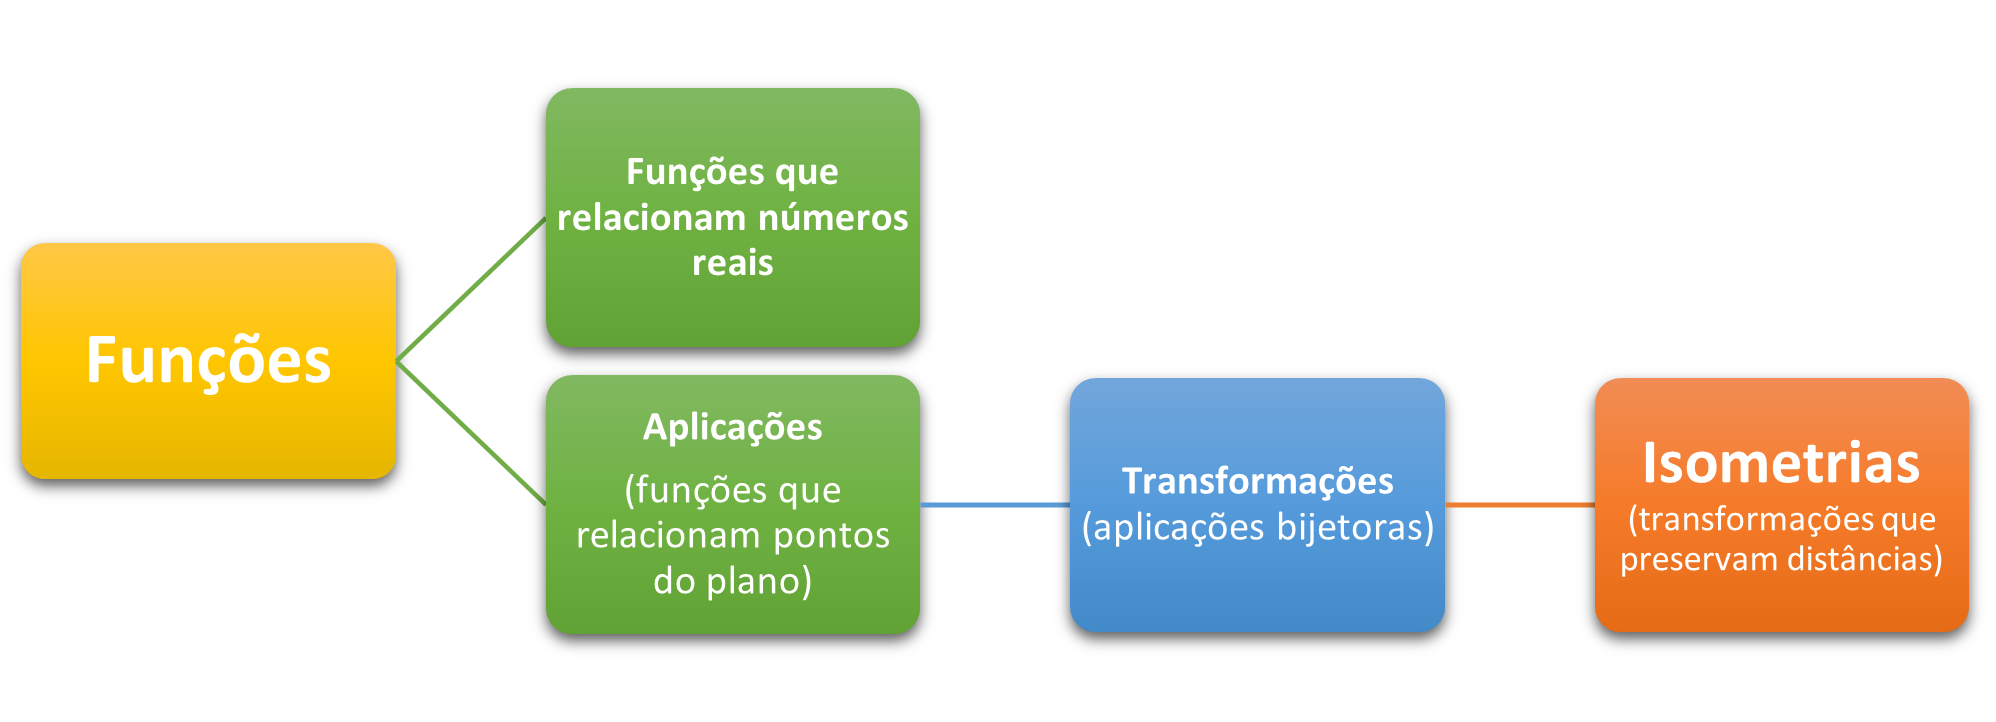 Funções
Funções que
relacionam números
reais
Aplicações
(funções que
relacionam pontos
do plano)
Transformações
(aplicações bijetoras)
Isometrias
(transformações que
preservam distâncias)